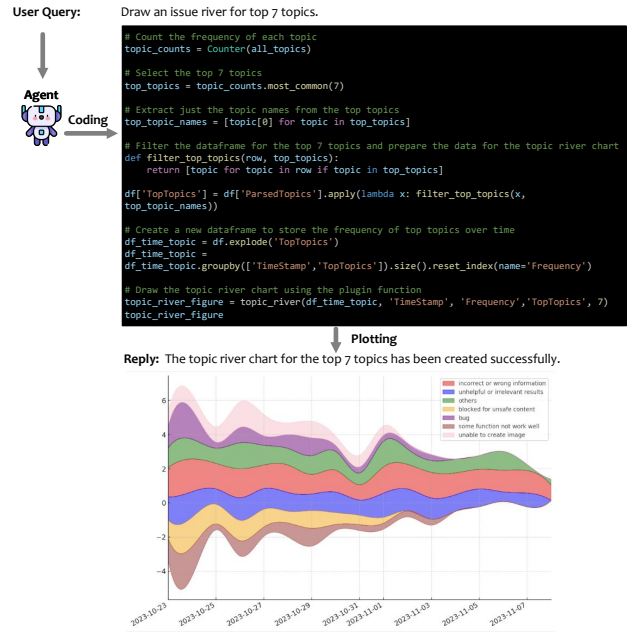 User Query: Draw an issue river for top 7 topics.
# Count the frequency of each topic
topic_counts = Counter(all_topics)
# Select the top 7 topics
top_topics = topic_counts.most_common(7)
Agent
# Extract just the topic names from the top topics
Coding
top_topic_names = [topic[0] for topic in top_topics]
# Filter the dataframe for the top 7 topics and prepare the data for the topic river chart
def filter_top_topics(row, top_topics):
return [topic for topic in row if topic in top_topics]
df['TopTopics'] = df['ParsedTopics'].apply(lambda x: filter_top_topics(x,
top_topic_names))
# Create a new dataframe to store the frequency of top topics over time
df_time_topic = df.explode('TopTopics')
df_time_topic =
df_time_topic.groupby(['TimeStamp','TopTopics']).size().reset_index(name='Frequency')
# Draw the topic river chart using the plugin function
topic_river_figure = topic_river(df_time_topic, 'TimeStamp', 'Frequency','TopTopics', 7)
topic_river_figure
Plotting
Reply: The topic river chart for the top 7 topics has been created successfully.
incorrect or wrong information
unhelpful or irrelevant results
others
blocked for unsafe content
bug
some function not work well
unable to create image
6
4
2
0
−2
−4
2023-10-23
2023-10-25
2023-10-27
2023-10-29
2023-10-31
2023-11-01
2023-11-03
2023-11-05
2023-11-07